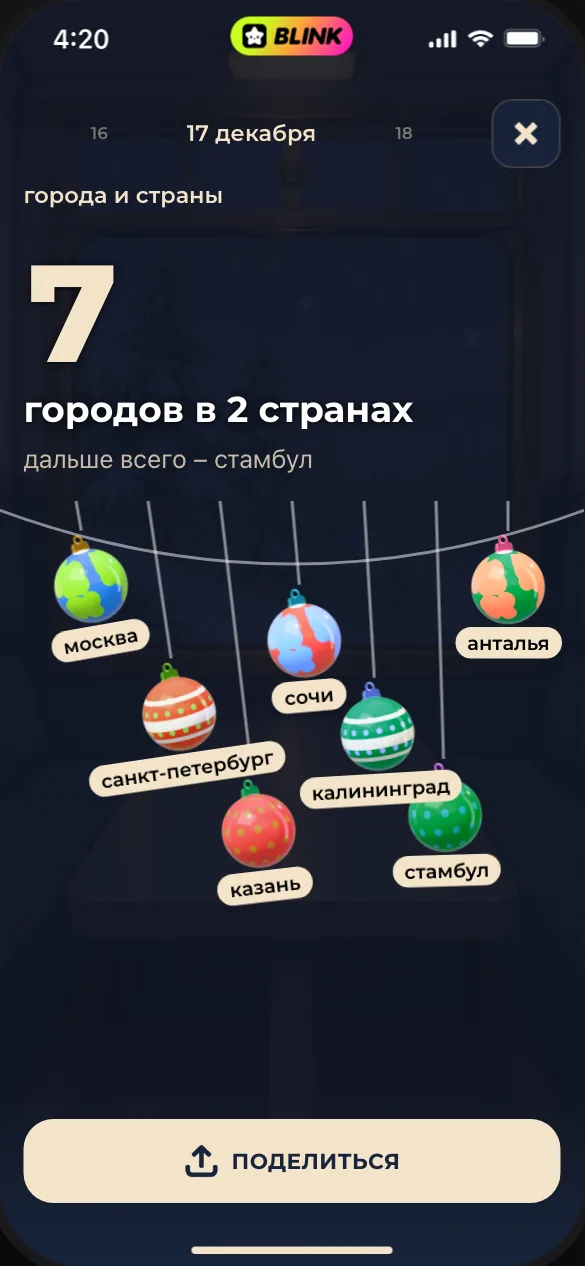 4:20
BLINK
16 17 декабря 18
города и страны
7
городов в 2 странах
дальше всего – стамбул
москва
анталья
сочи
санкт-петербург
калининград
казань
стамбул
ПОДЕЛИТЬСЯ